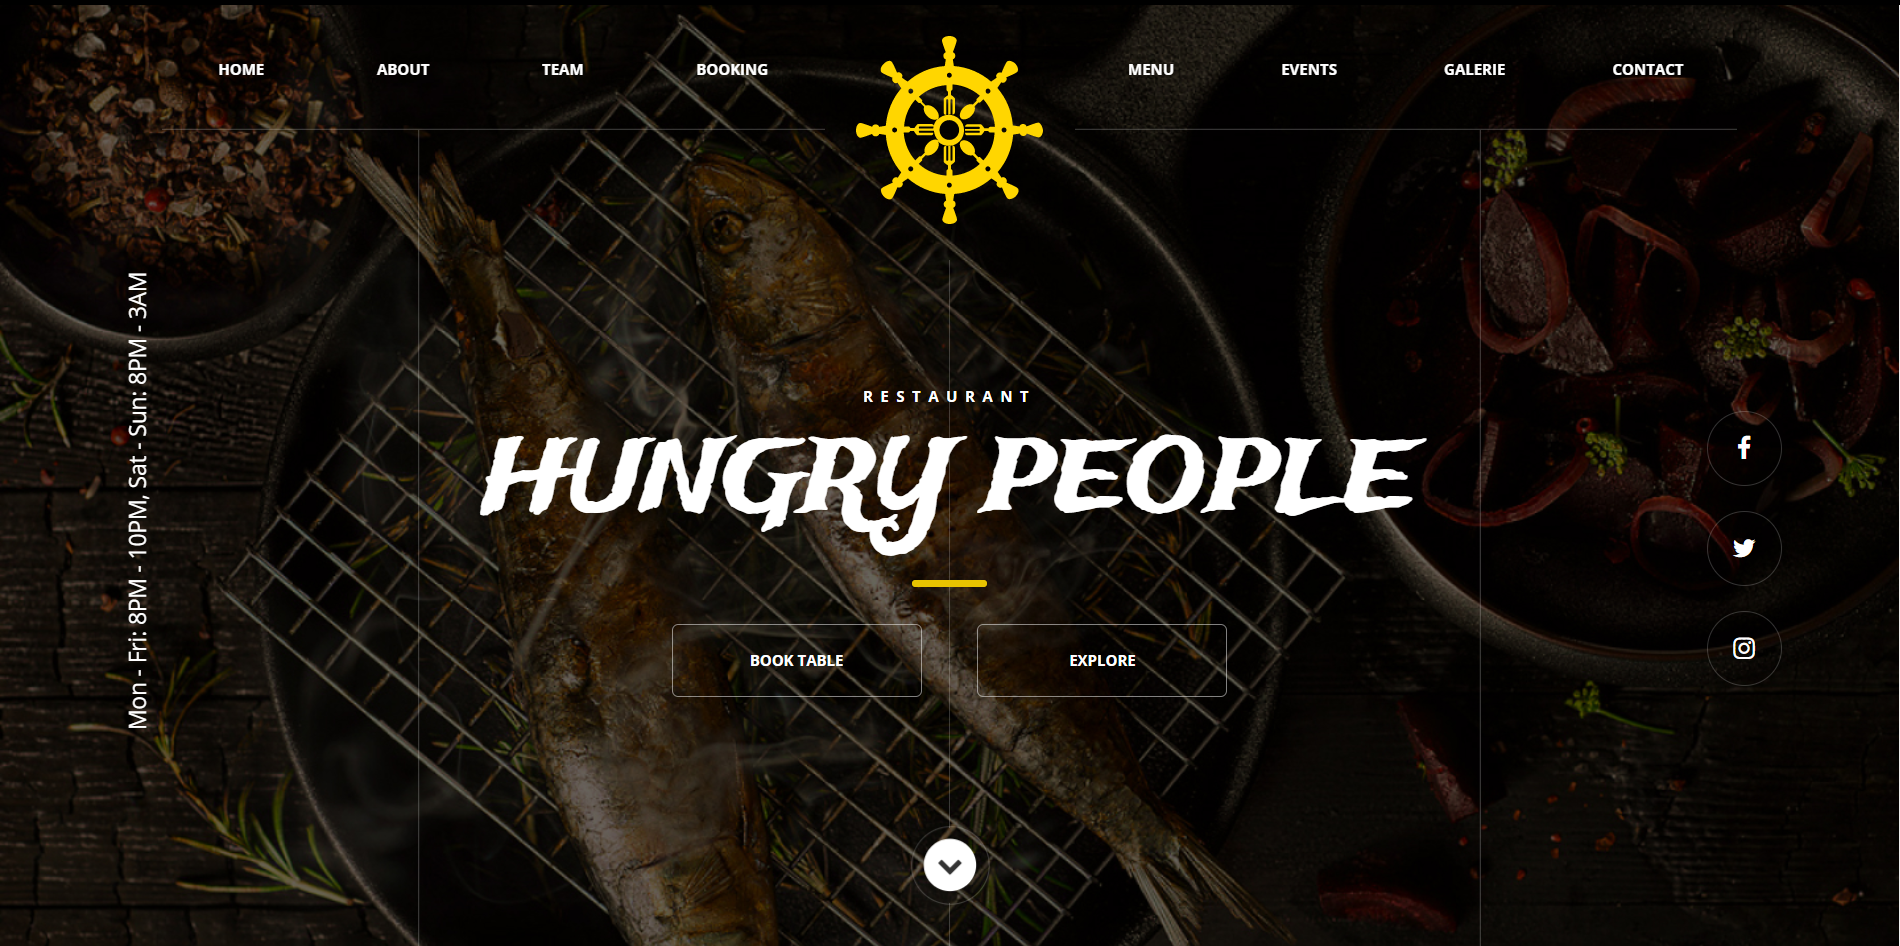 HOME ABOUT TEAM BOOKING MENU EVENTS GALERIE CONTACT
Mon - Fri: 8PM - 10PM, Sat - Sun: 8PM - 3AM
RESTAURANT
HUNGRY PEOPLE
BOOK TABLE EXPLORE